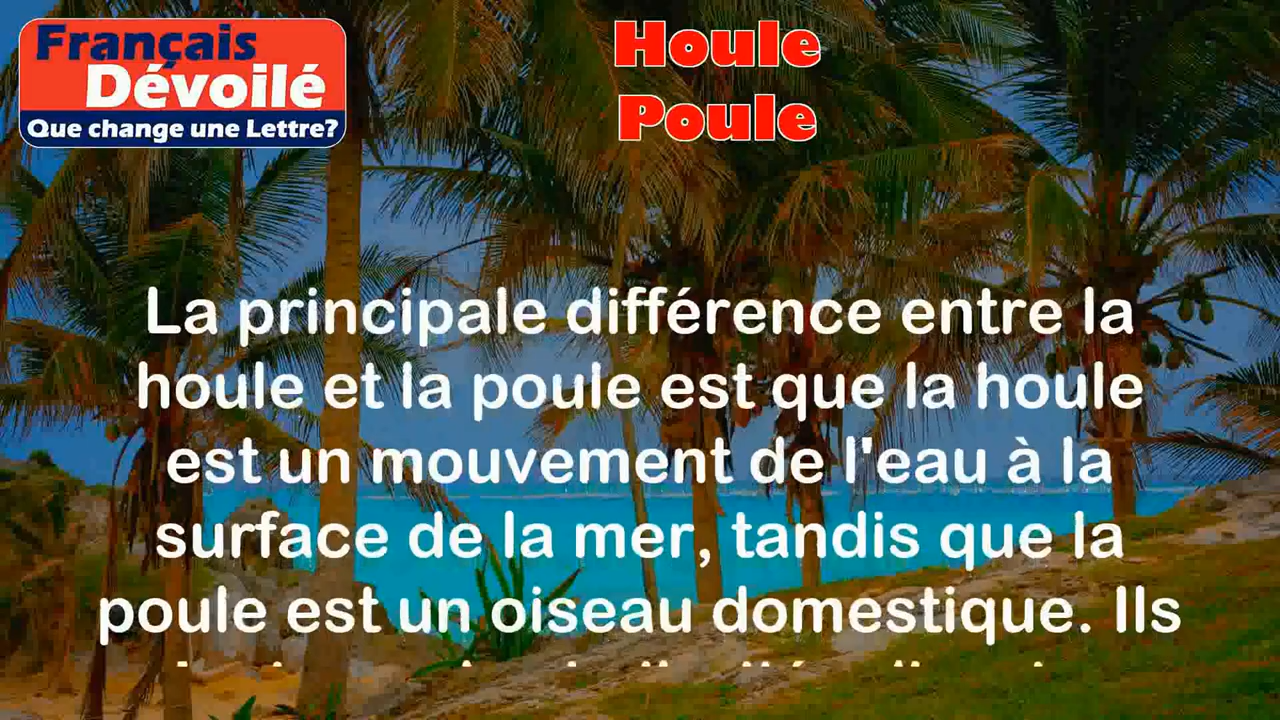 Français
Dévoilé
Que change une Lettre?
Houle
Poule
La principale différence entre la
houle et la poule est que la houle
est un mouvement de l'eau à la
surface de la mer, tandis que la
poule est un oiseau domestique. Ils